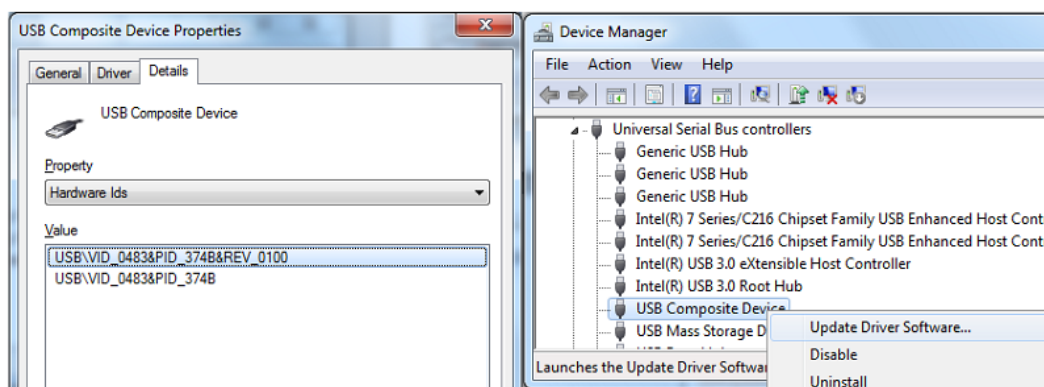 USB Composite Device Properties
General
Driver
Details
USB Composite Device
Property
Hardware Ids
Value
USB\VID_0483&PID_374B&REV_0100
USB\VID_0483&PID_374B
Device Manager
File Action View Help
Universal Serial Bus controllers
Generic USB Hub
Generic USB Hub
Generic USB Hub
Intel(R) 7 Series/C216 Chipset Family USB Enhanced Host Cont
Intel(R) 7 Series/C216 Chipset Family USB Enhanced Host Cont
Intel(R) USB 3.0 eXtensible Host Controller
Intel(R) USB 3.0 Root Hub
USB Composite Device
USB Mass Storage D
Launches the Update Driver Softwa
Update Driver Software...
Disable
Uninstall